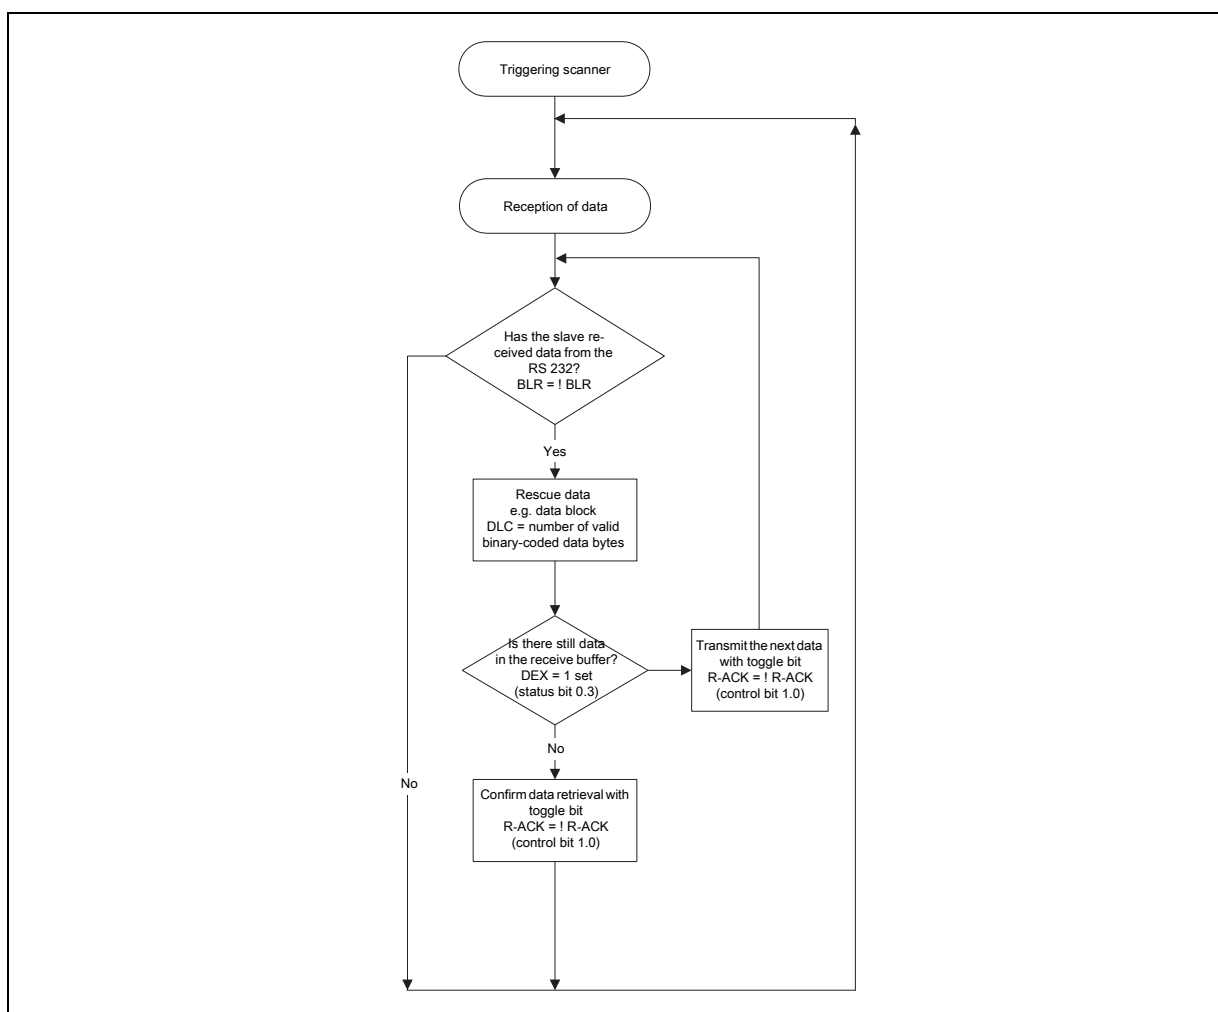 Triggering scanner
Reception of data
Has the slave re-
ceived data from the
RS 232?
BLR = ! BLR
Yes
Rescue data
e.g. data block
DLC = number of valid
binary-coded data bytes
Is there still data
in the receive buffer?
DEX = 1 set
(status bit 0.3)
Transmit the next data
with toggle bit
R-ACK = ! R-ACK
(control bit 1.0)
No
No
Confirm data retrieval with
toggle bit
R-ACK = ! R-ACK
(control bit 1.0)